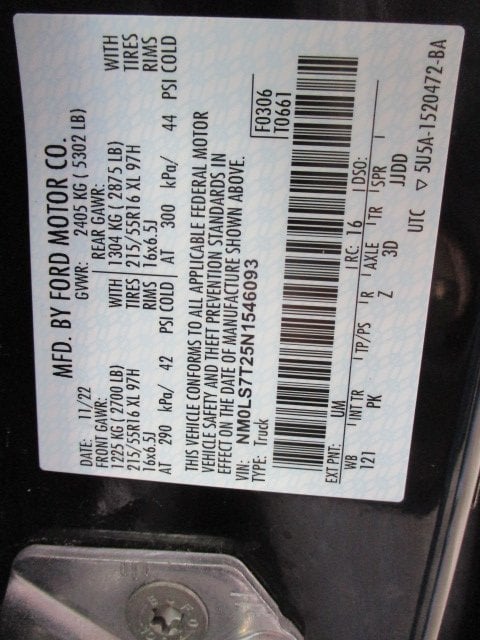 MFD. BY FORD MOTOR CO.
DATE: 11/22 GVWR: 2405 KG ( 5302 LB)
FRONT GAWR: REAR GAWR:
1225 KG ( 2700 LB) WITH 1304 KG ( 2875 LB) WITH
215/55R16 XL 97H TIRES 215/55R16 XL 97H TIRES
16x6.5J RIMS 16x6.5J RIMS
AT 290 kPa/ 42 PSI COLD AT 300 kPa/ 44 PSI COLD
THIS VEHICLE CONFORMS TO ALL APPLICABLE FEDERAL MOTOR
VEHICLE SAFETY AND THEFT PREVENTION STANDARDS IN
EFFECT ON THE DATE OF MANUFACTURE SHOWN ABOVE.
VIN: NM0LS7T25N1546093
TYPE: Truck
F0306
T0661
EXT PNT: UM RC: 16 DSO:
WB INT TR TP/PS R AXLE TR SPR
121 PK Z 3D JJDD
UTC ▽ 5U5A-1520472-BA